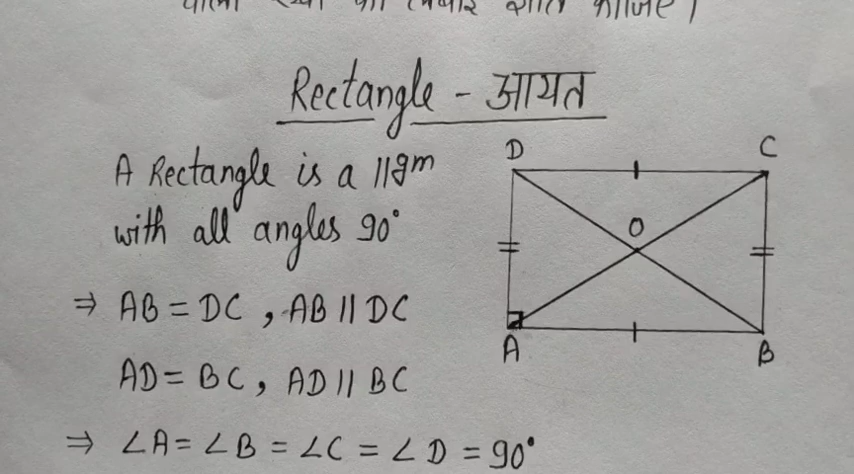 Rectangle - आयत
A Rectangle is a ||gm
with all angles 90°
⇒ AB = DC , AB || DC
AD = BC , AD || BC
⇒ ∠A = ∠B = ∠C = ∠D = 90°
D
C
O
A
B